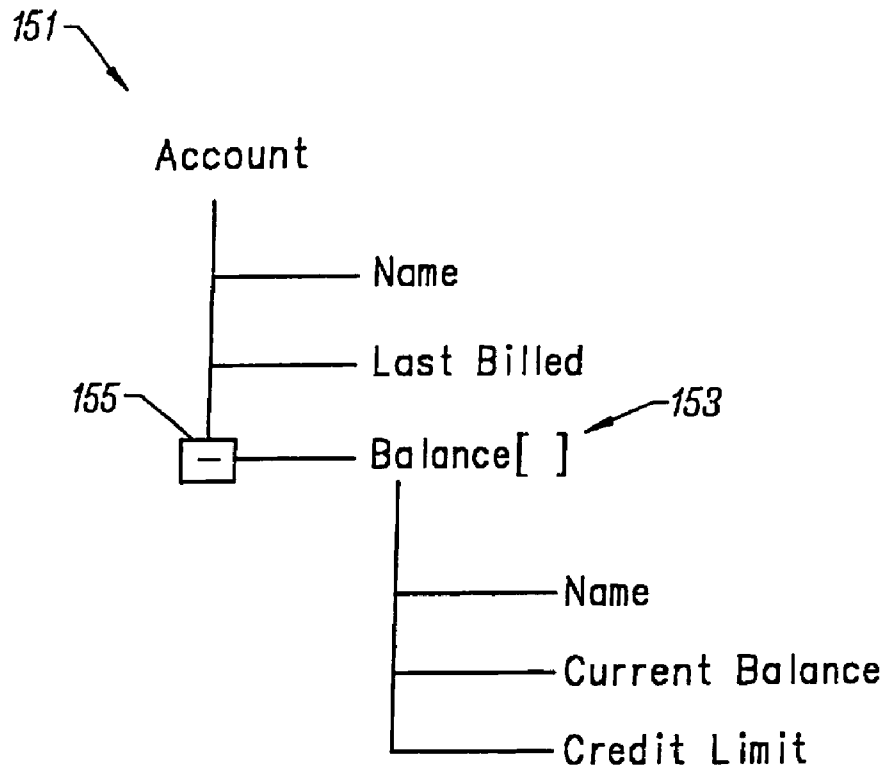 151
Account
Name
Last Billed
155
153
Balance[ ]
Name
Current Balance
Credit Limit